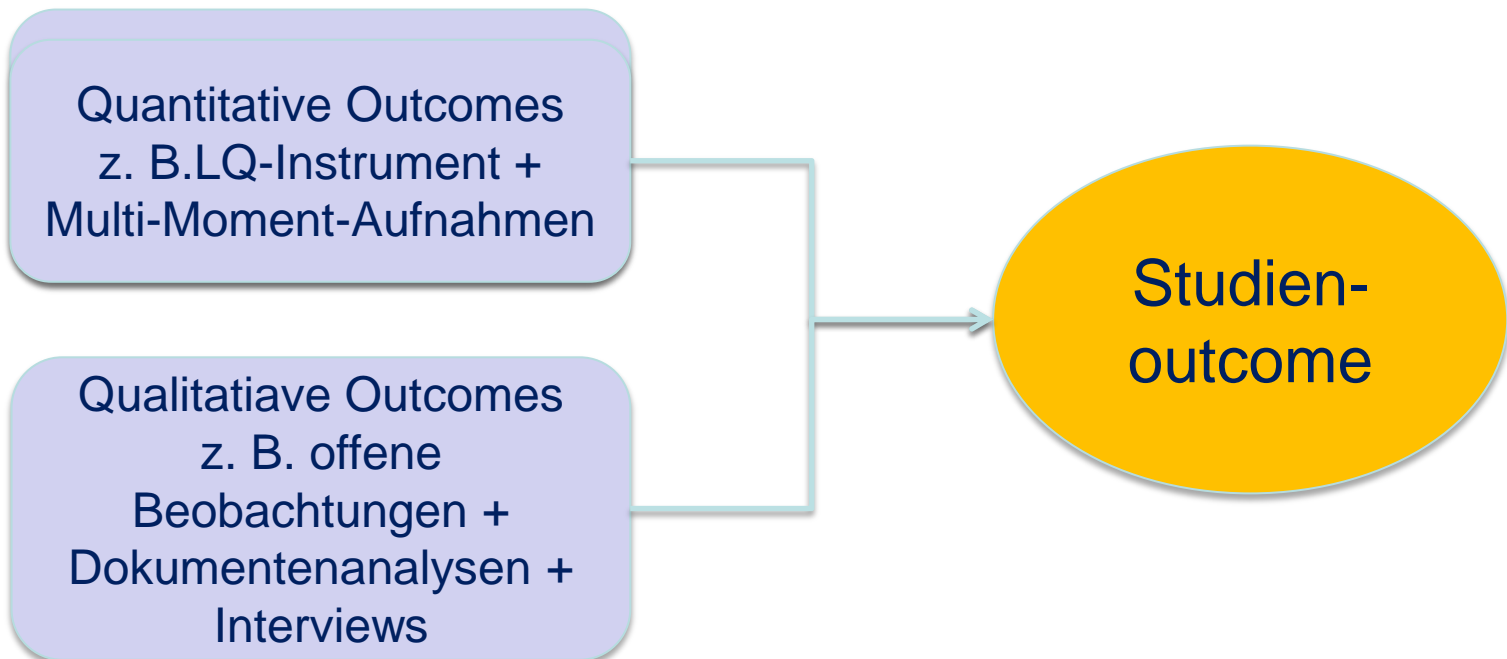 Quantitative Outcomes
z. B.LQ-Instrument +
Multi-Moment-Aufnahmen
Qualitatiave Outcomes
z. B. offene
Beobachtungen +
Dokumentenanalysen +
Interviews
Studien-
outcome